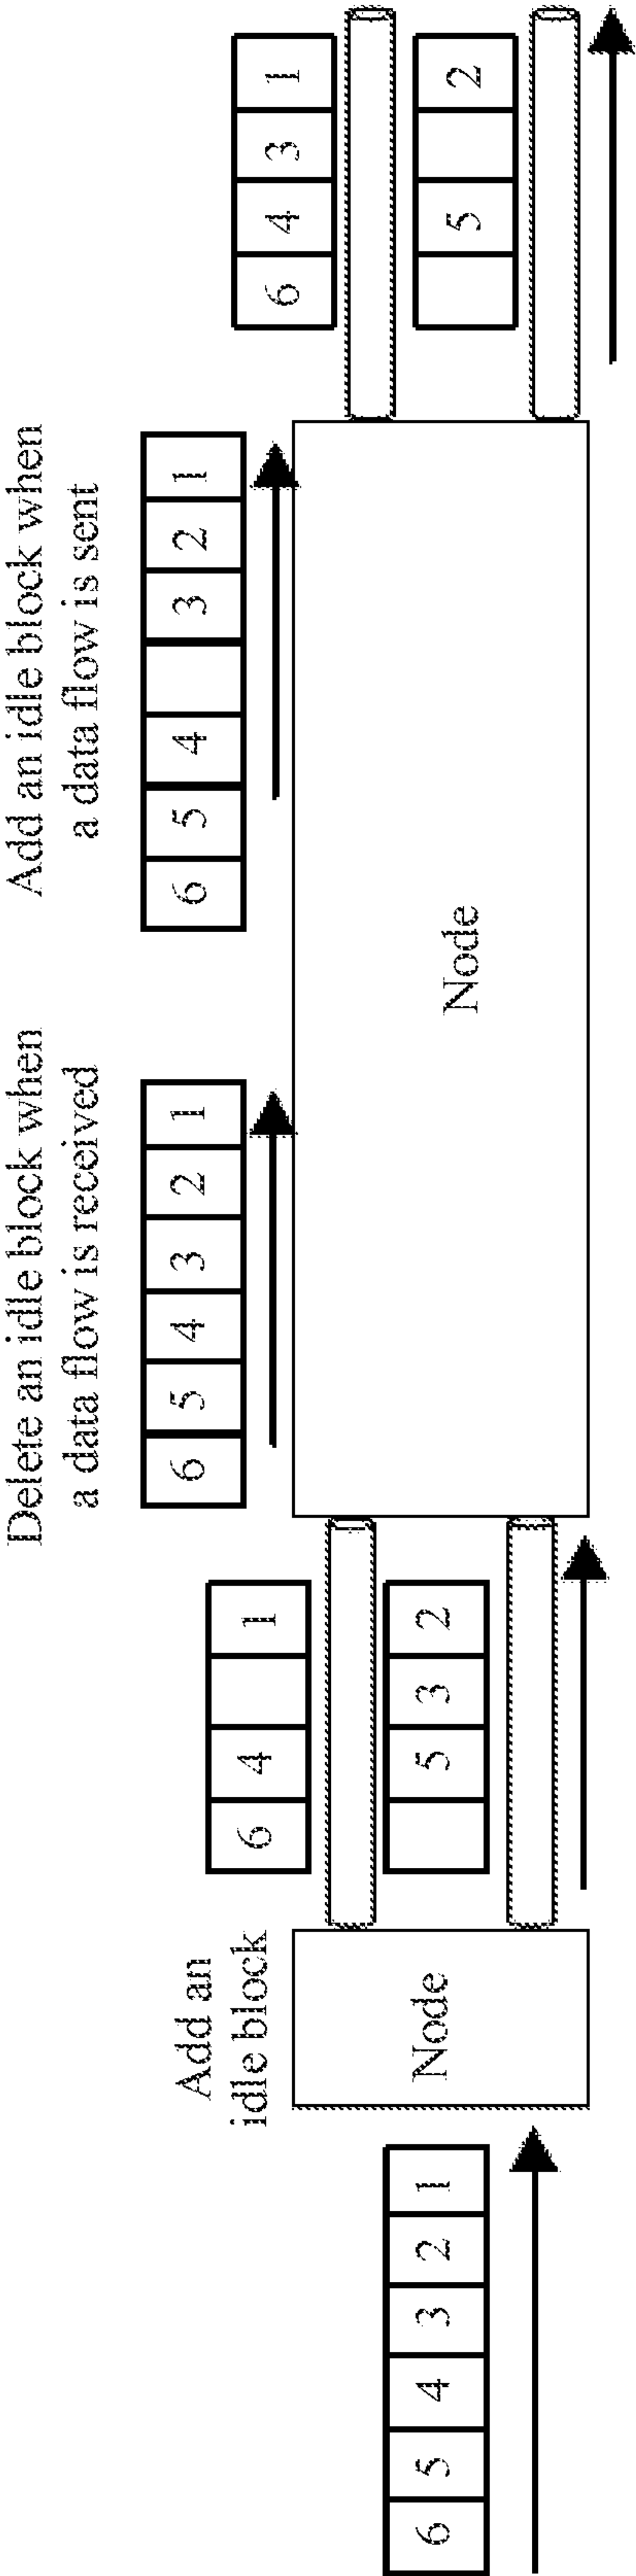 6 5 4 3 2 1
Add an
idle block
Node
6 4 1
5 3 2
Delete an idle block when
a data flow is received
6 5 4 3 2 1
Add an idle block when
a data flow is sent
6 5 4 3 2 1
Node
6 4 3 1
5 2